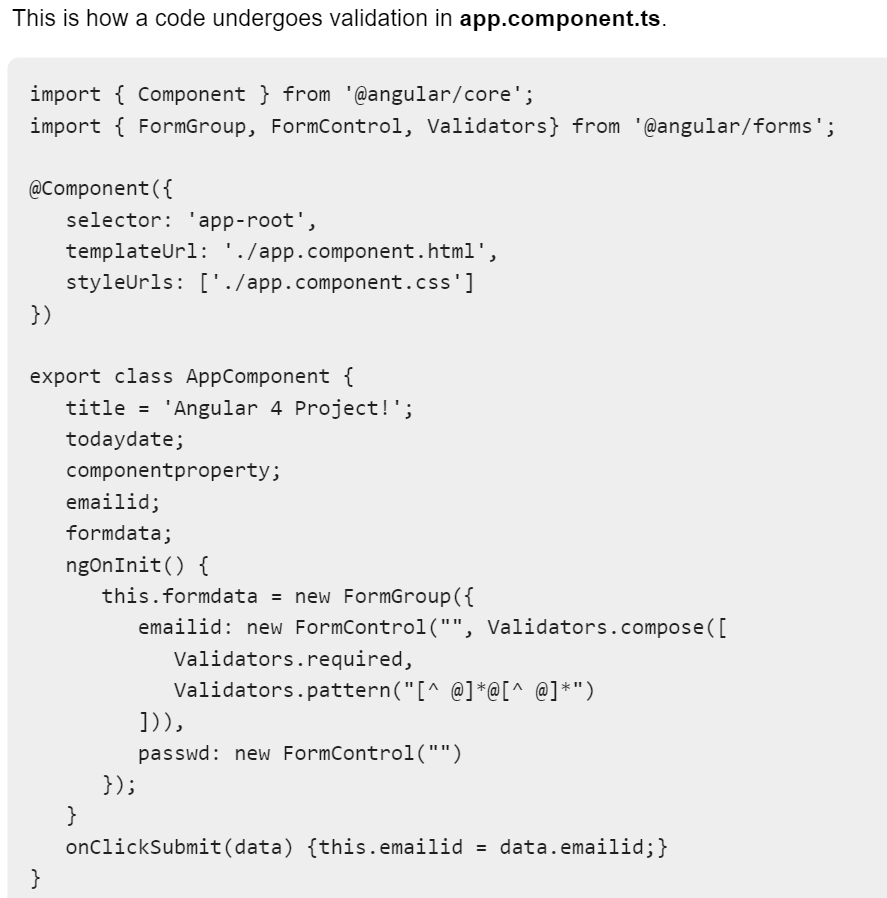 This is how a code undergoes validation in app.component.ts.
import { Component } from '@angular/core';
import { FormGroup, FormControl, Validators} from '@angular/forms';
@Component({
   selector: 'app-root',
   templateUrl: './app.component.html',
   styleUrls: ['./app.component.css']
})
export class AppComponent {
   title = 'Angular 4 Project!';
   todaydate;
   componentproperty;
   emailid;
   formdata;
   ngOnInit() {
      this.formdata = new FormGroup({
         emailid: new FormControl("", Validators.compose([
            Validators.required,
            Validators.pattern("[^ @]*@[^ @]*")
         ])),
         passwd: new FormControl("")
      });
   }
   onClickSubmit(data) {this.emailid = data.emailid;}
}